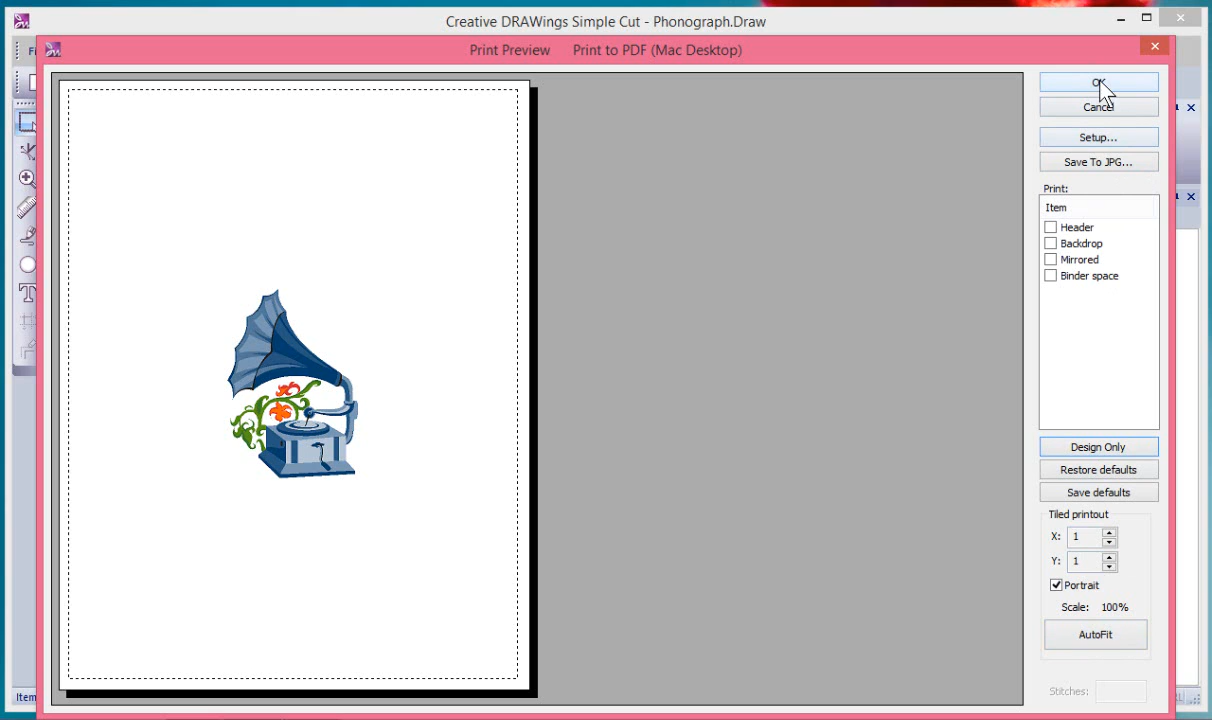 Creative DRAWings Simple Cut - Phonograph.Draw
Print Preview Print to PDF (Mac Desktop)
OK
Cancel
Setup...
Save To JPG...
Print:
Item
Header
Backdrop
Mirrored
Binder space
Design Only
Restore defaults
Save defaults
Tiled printout
X: 1
Y: 1
Portrait
Scale: 100%
AutoFit
Stitches:
Item